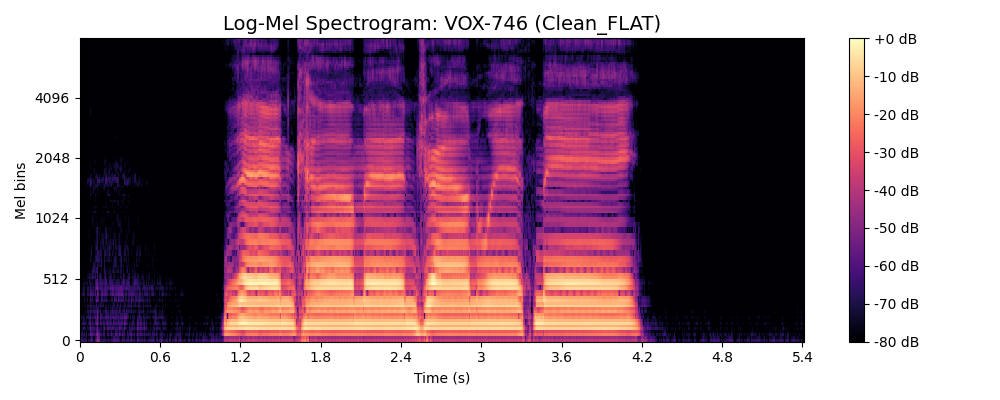 Log-Mel Spectrogram: VOX-746 (Clean_FLAT)
+0 dB
-10 dB
-20 dB
-30 dB
-40 dB
-50 dB
-60 dB
-70 dB
-80 dB
Mel bins
4096
2048
1024
512
0
0 0.6 1.2 1.8 2.4 3 3.6 4.2 4.8 5.4
Time (s)